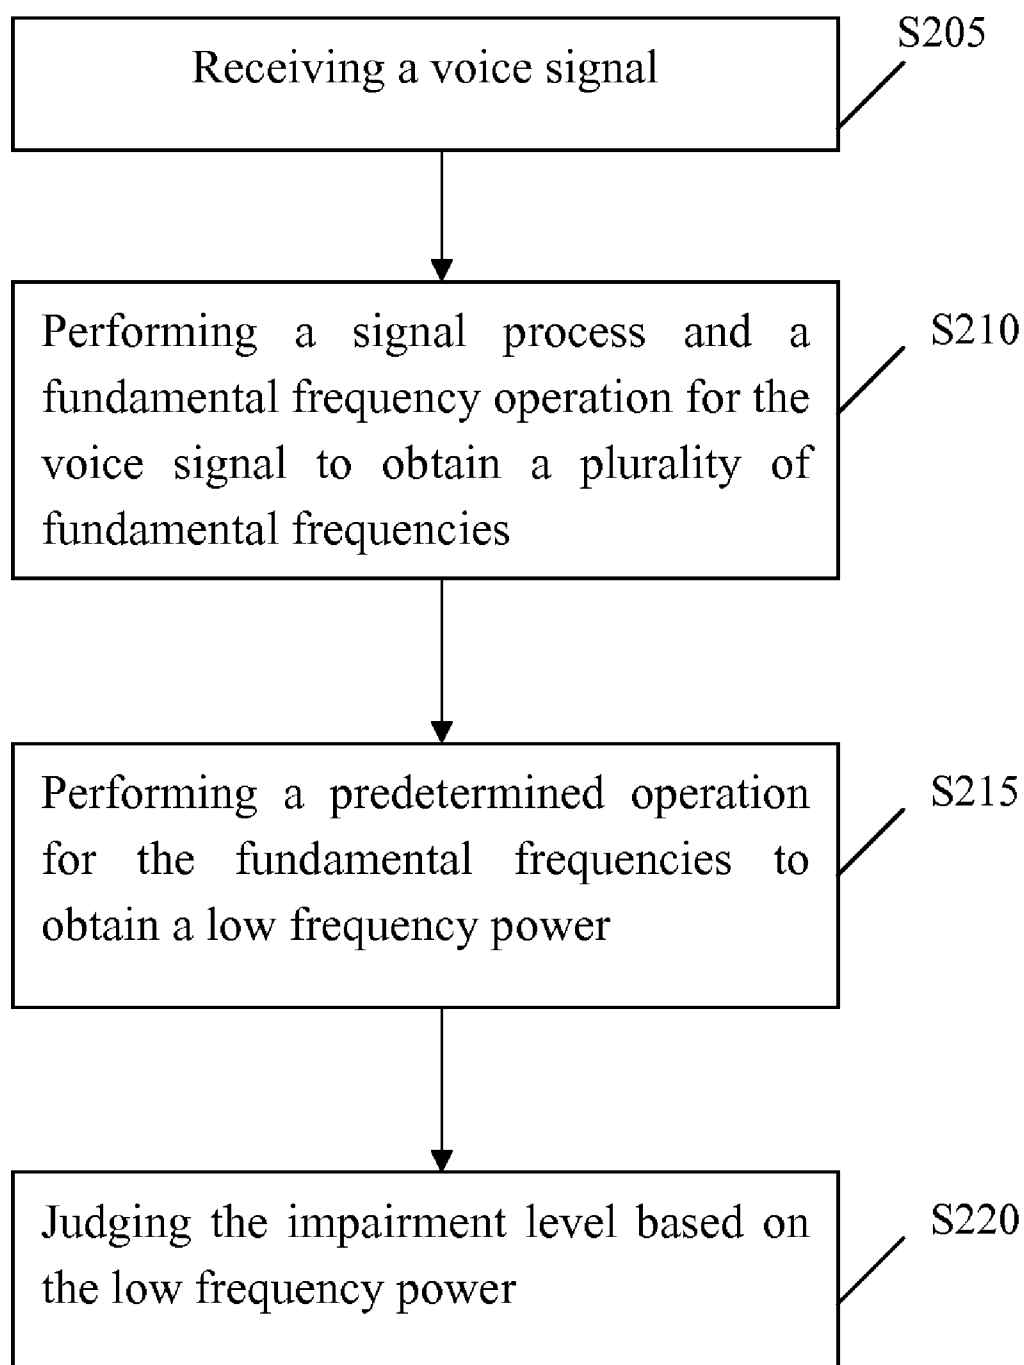 Receiving a voice signal
S205
Performing a signal process and a
fundamental frequency operation for the
voice signal to obtain a plurality of
fundamental frequencies
S210
Performing a predetermined operation
for the fundamental frequencies to
obtain a low frequency power
S215
Judging the impairment level based on
the low frequency power
S220